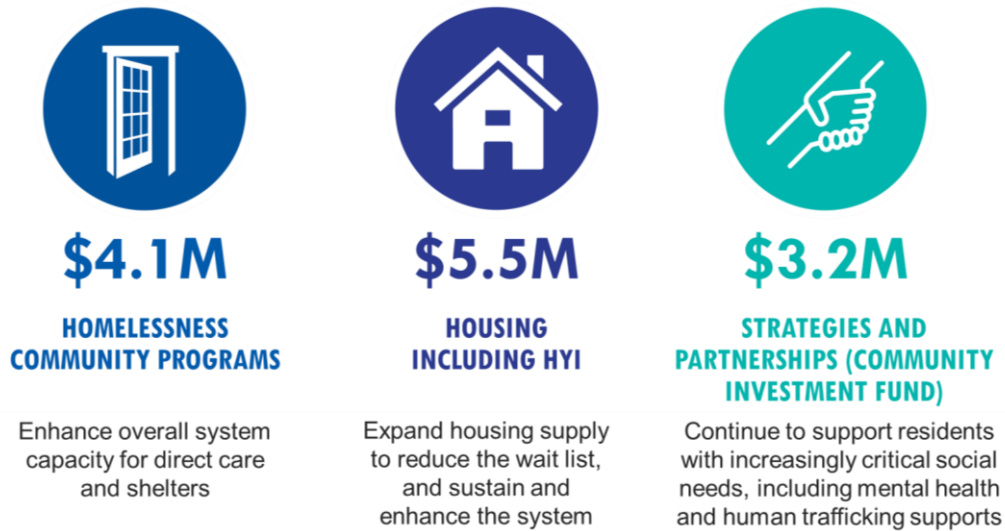 $4.1M
HOMELESSNESS
COMMUNITY PROGRAMS
Enhance overall system
capacity for direct care
and shelters
$5.5M
HOUSING
INCLUDING HYI
Expand housing supply
to reduce the wait list,
and sustain and
enhance the system
$3.2M
STRATEGIES AND
PARTNERSHIPS (COMMUNITY
INVESTMENT FUND)
Continue to support residents
with increasingly critical social
needs, including mental health
and human trafficking supports